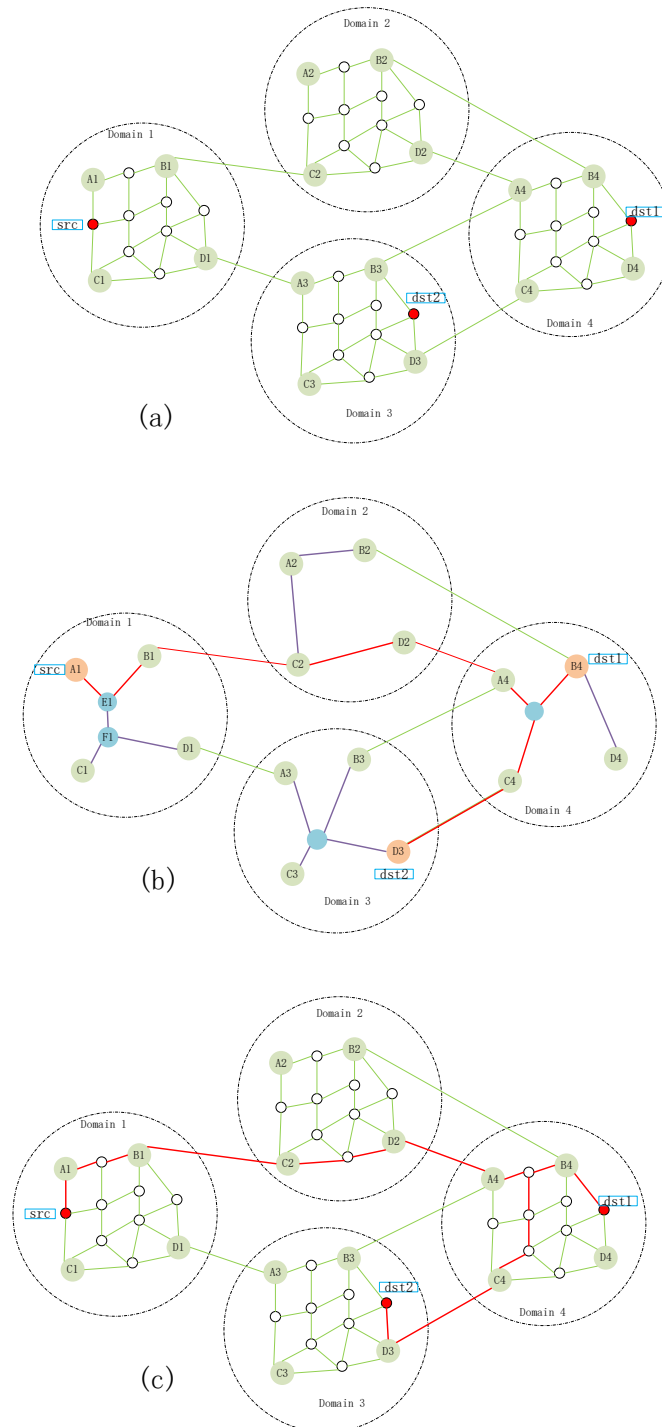 Domain 2
B2
A2
Domain 1
B1
D2
B4
A1
C2
A4
dst1
src
D1
B3
D4
C1
A3
C4
dst2
Domain 4
D3
C3
(a)
Domain 3
Domain 2
B2
A2
Domain 1
D2
B1
C2
B4
dst1
src
A1
A4
E1
F1
D1
B3
D4
C1
A3
C4
Domain 4
D3
C3
dst2
(b)
Domain 3
Domain 2
B2
A2
Domain 1
D2
B1
C2
B4
A1
A4
dst1
src
D1
B3
D4
C1
A3
C4
dst2
Domain 4
D3
C3
(c)
Domain 3